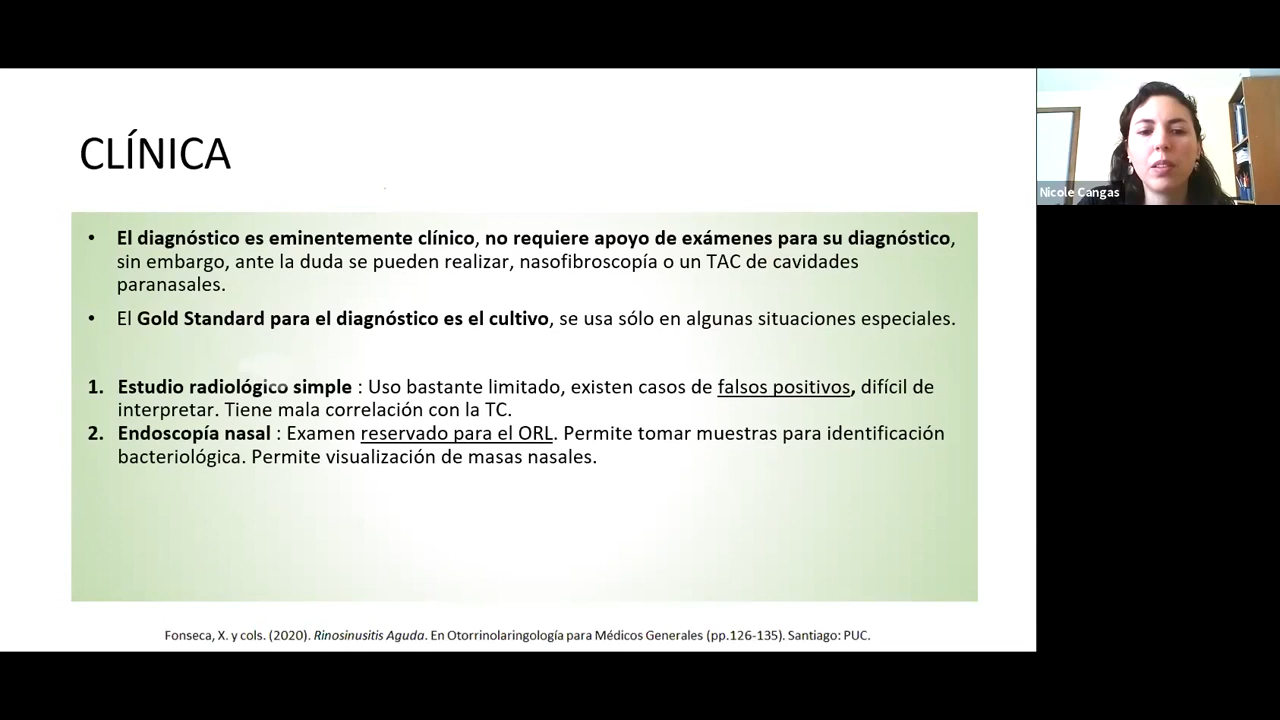 CLÍNICA
Nicole Cangas
• El diagnóstico es eminentemente clínico, no requiere apoyo de exámenes para su diagnóstico,
sin embargo, ante la duda se pueden realizar, nasofibroscopía o un TAC de cavidades
paranasales.
• El Gold Standard para el diagnóstico es el cultivo, se usa sólo en algunas situaciones especiales.
1. Estudio radiológico simple : Uso bastante limitado, existen casos de falsos positivos, difícil de
interpretar. Tiene mala correlación con la TC.
2. Endoscopía nasal : Examen reservado para el ORL. Permite tomar muestras para identificación
bacteriológica. Permite visualización de masas nasales.
Fonseca, X. y cols. (2020). Rinosinusitis Aguda. En Otorrinolaringología para Médicos Generales (pp.126-135). Santiago: PUC.